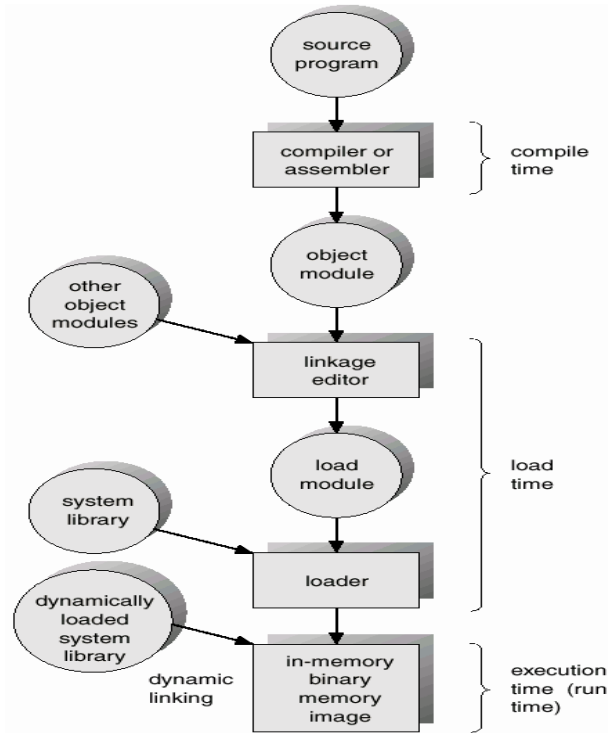 source
program
compiler or
assembler
compile
time
object
module
other
object
modules
linkage
editor
load
module
load
time
system
library
loader
dynamically
loaded
system
library
dynamic
linking
in-memory
binary
memory
image
execution
time (run
time)